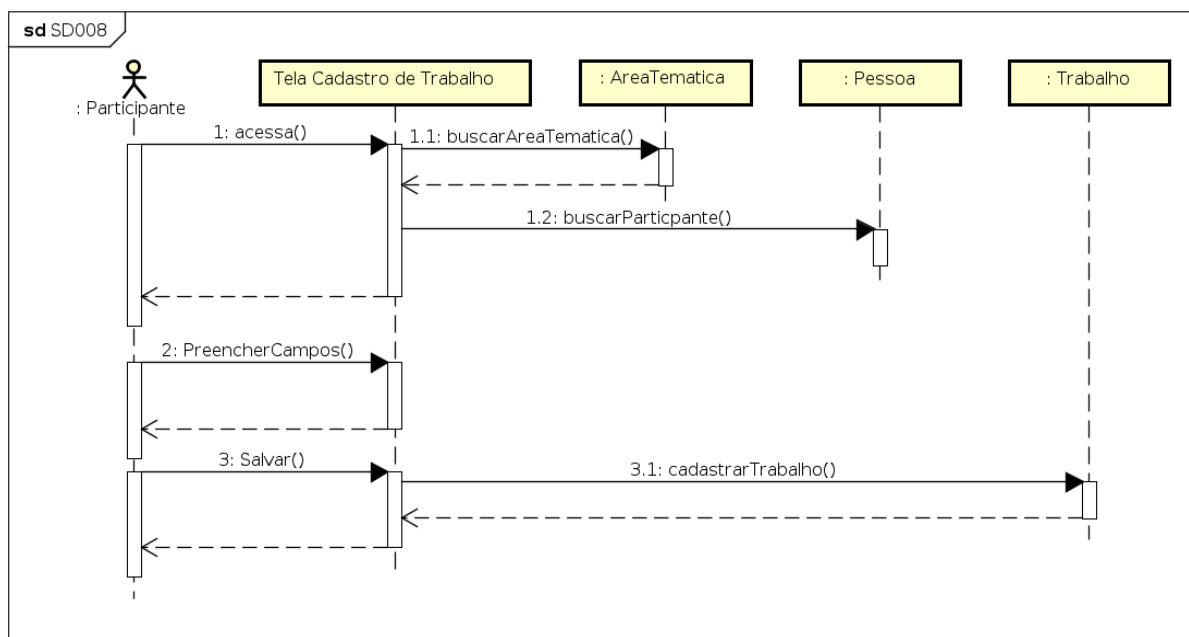 sd SD008
: Participante
Tela Cadastro de Trabalho
: AreaTematica
: Pessoa
: Trabalho
1: acessa()
1.1: buscarAreaTematica()
1.2: buscarParticpante()
2: PreencherCampos()
3: Salvar()
3.1: cadastrarTrabalho()